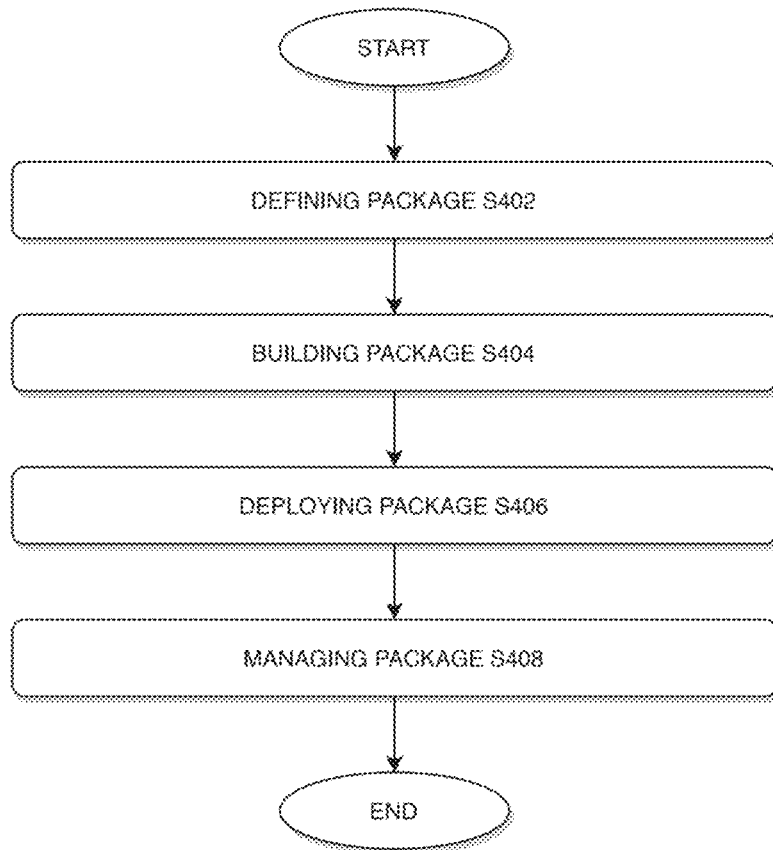 START
DEFINING PACKAGE S402
BUILDING PACKAGE S404
DEPLOYING PACKAGE S406
MANAGING PACKAGE S408
END